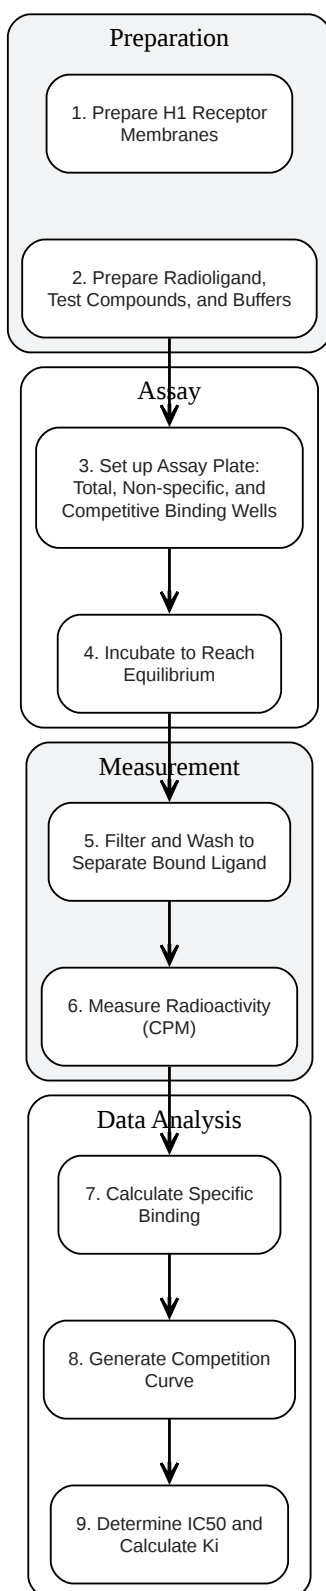 Preparation
1. Prepare H1 Receptor
Membranes
2. Prepare Radioligand,
Test Compounds, and Buffers
Assay
3. Set up Assay Plate:
Total, Non-specific, and
Competitive Binding Wells
4. Incubate to Reach
Equilibrium
Measurement
5. Filter and Wash to
Separate Bound Ligand
6. Measure Radioactivity
(CPM)
Data Analysis
7. Calculate Specific
Binding
8. Generate Competition
Curve
9. Determine IC50 and
Calculate Ki